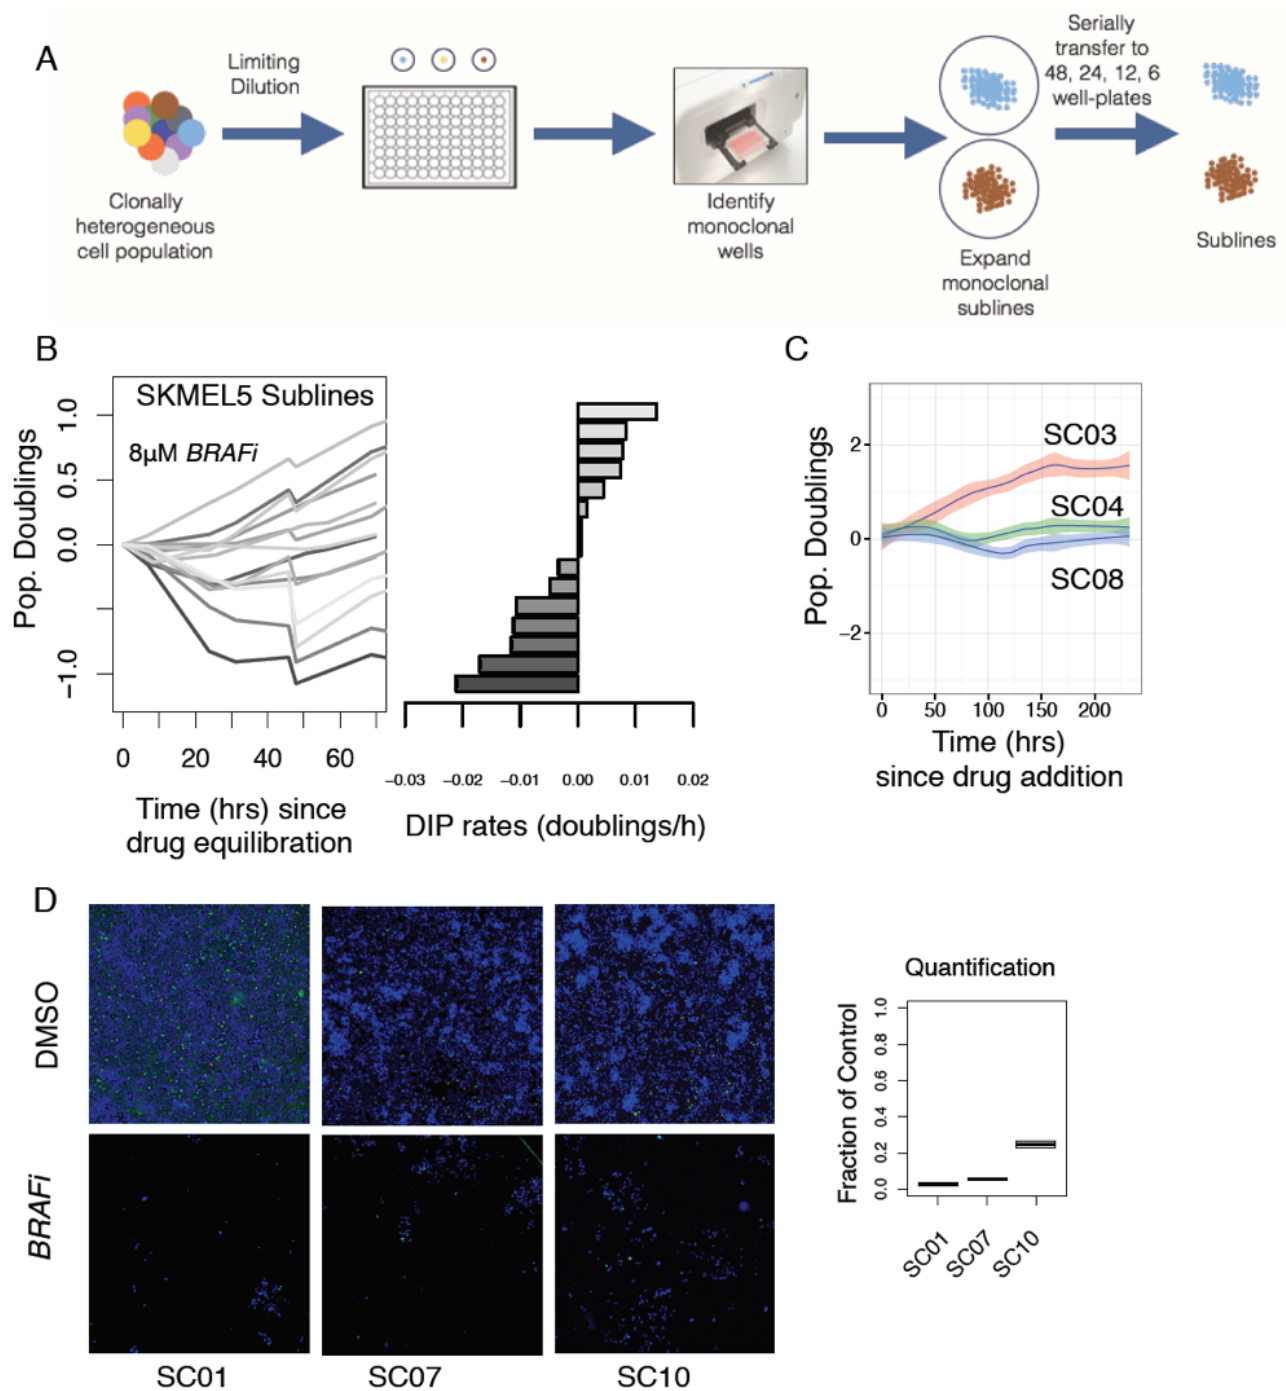 A
Limiting
Dilution
Clonally
heterogeneous
cell population
Identify
monoclonal
wells
Expand
monoclonal
sublines
Serially
transfer to
48, 24, 12, 6
well-plates
Sublines
B
SKMEL5 Sublines
8μM BRAFi
Pop. Doublings
1.0
0.5
0.0
−1.0
0 20 40 60
Time (hrs) since
drug equilibration
−0.03 −0.02 −0.01 0.00 0.01 0.02
DIP rates (doublings/h)
C
Pop. Doublings
2
0
−2
SC03
SC04
SC08
0 50 100 150 200
Time (hrs)
since drug addition
D
DMSO
BRAFi
SC01 SC07 SC10
Quantification
Fraction of Control
1.0
0.8
0.6
0.4
0.2
0.0
SC01
SC07
SC10